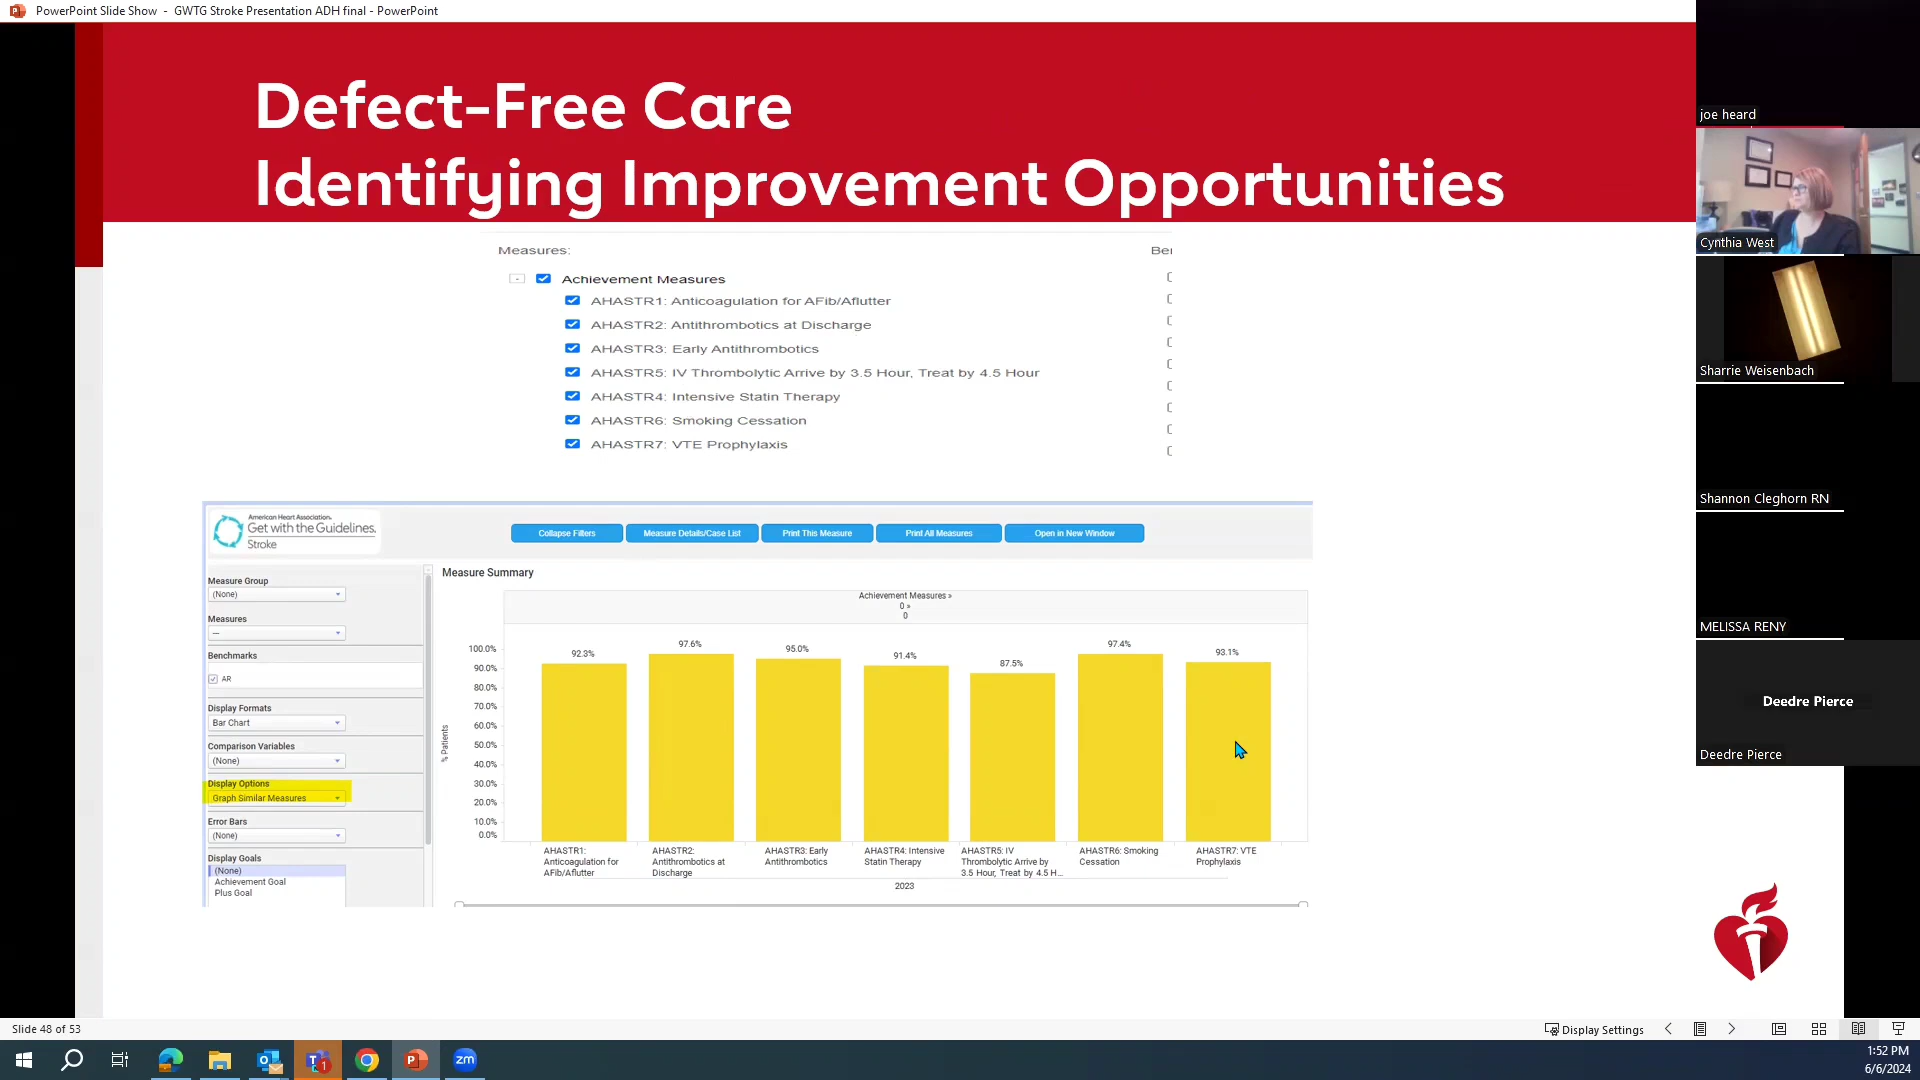 PowerPoint Slide Show - GWTG Stroke Presentation ADH final - PowerPoint
Defect-Free Care
Identifying Improvement Opportunities
Measures:
Ber
Achievement Measures
AHASTR1: Anticoagulation for AFib/Aflutter
AHASTR2: Antithrombotics at Discharge
AHASTR3: Early Antithrombotics
AHASTR5: IV Thrombolytic Arrive by 3.5 Hour, Treat by 4.5 Hour
AHASTR4: Intensive Statin Therapy
AHASTR6: Smoking Cessation
AHASTR7: VTE Prophylaxis
American Heart Association.
Get with the Guidelines.
Stroke
Collapse Filters
Measure Details/Case List
Print This Measure
Print All Measures
Open in New Window
Measure Group
(None)
Measures
—
Benchmarks
AR
Display Formats
Bar Chart
Comparison Variables
(None)
Display Options
Graph Similar Measures
Error Bars
(None)
Display Goals
(None)
Achievement Goal
Plus Goal
Measure Summary
Achievement Measures »
0 »
0
% Patients
100.0%
90.0%
80.0%
70.0%
60.0%
50.0%
40.0%
30.0%
20.0%
10.0%
0.0%
92.3%
97.6%
95.0%
91.4%
87.5%
97.4%
93.1%
AHASTR1:
Anticoagulation for
AFib/Aflutter
AHASTR2:
Antithrombotics at
Discharge
AHASTR3: Early
Antithrombotics
AHASTR4: Intensive
Statin Therapy
AHASTR5: IV
Thrombolytic Arrive by
3.5 Hour, Treat by 4.5 H...
AHASTR6: Smoking
Cessation
AHASTR7: VTE
Prophylaxis
2023
joe heard
Cynthia West
Sharrie Weisenbach
Shannon Cleghorn RN
MELISSA RENY
Deedre Pierce
Deedre Pierce
Slide 48 of 53
Display Settings
zm
1
1:52 PM
6/6/2024